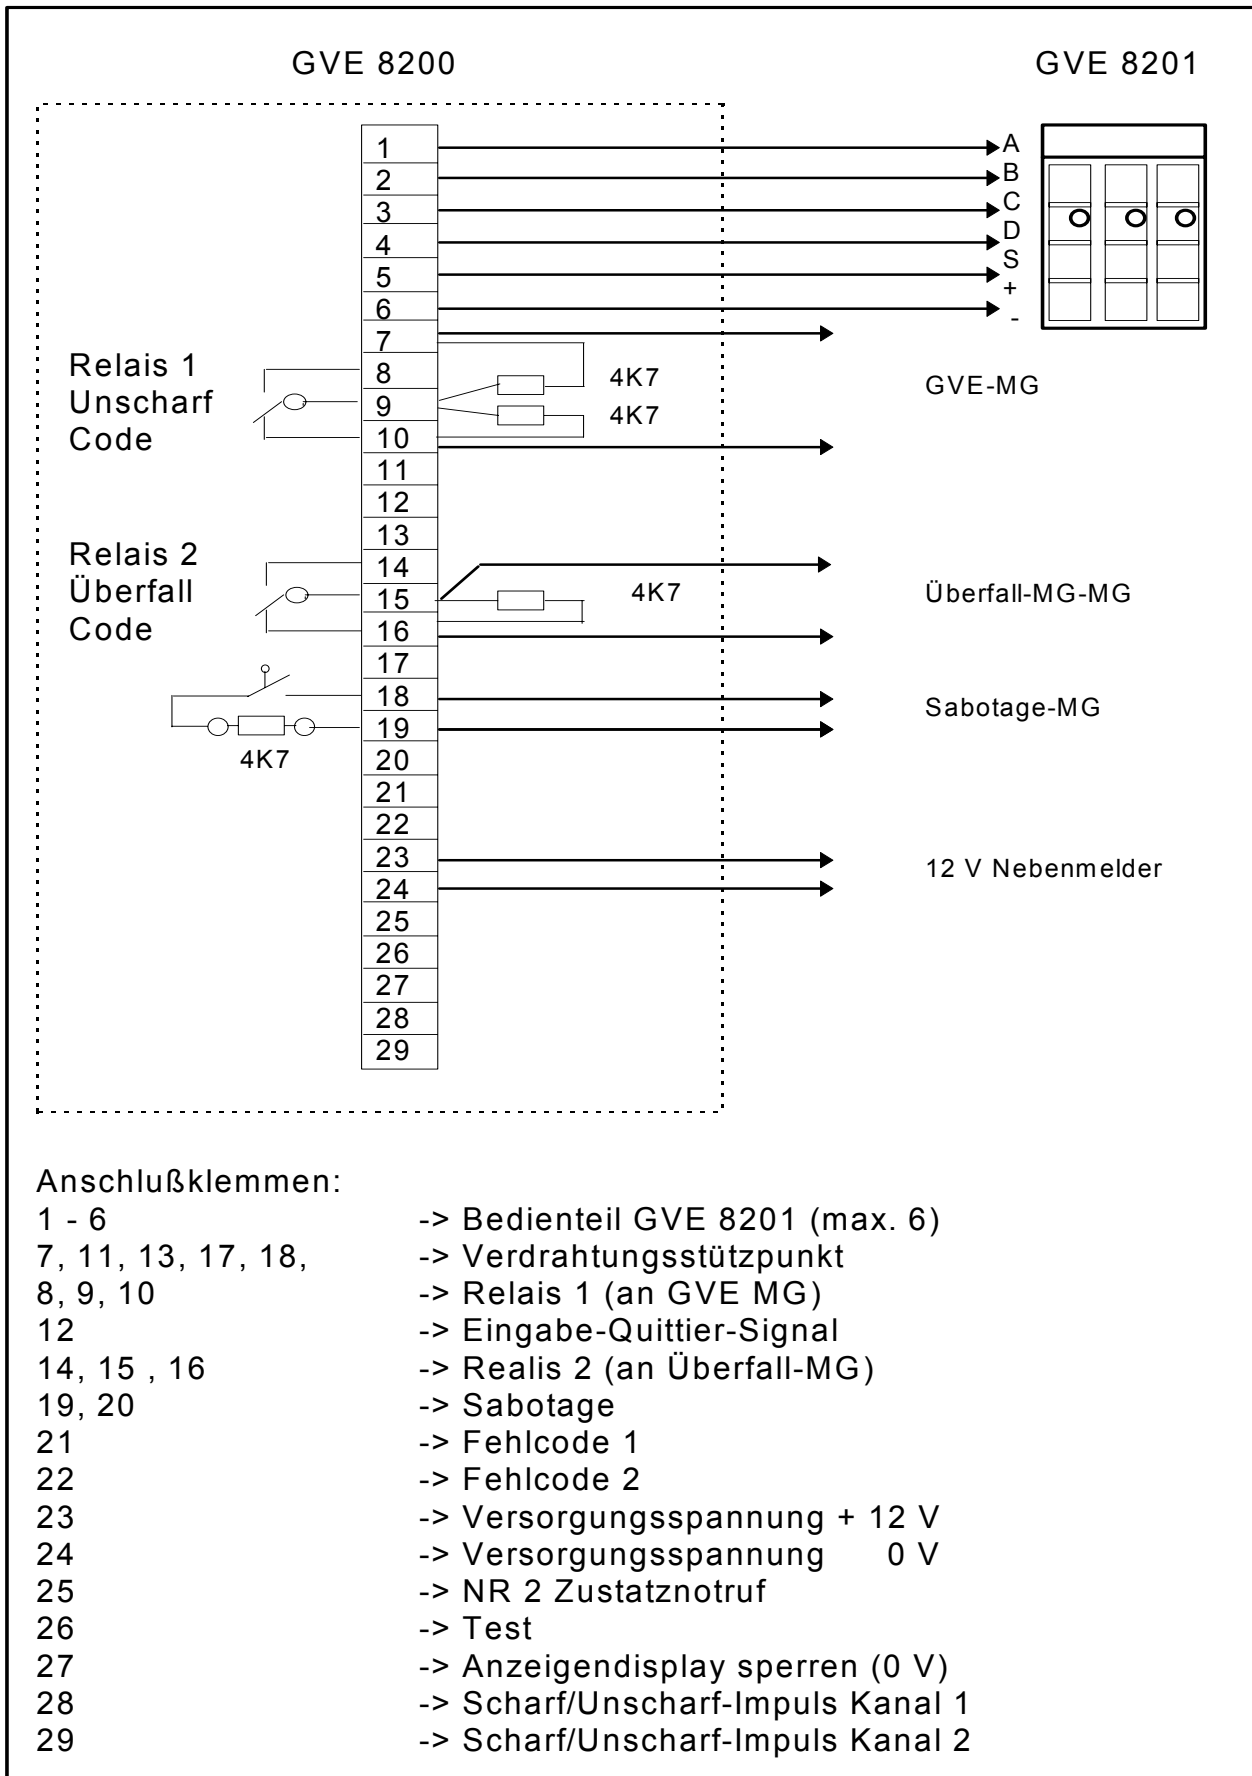 GVE 8200
GVE 8201
1
2
3
4
5
6
7
8
9
10
11
12
13
14
15
16
17
18
19
20
21
22
23
24
25
26
27
28
29
A
B
C
D
S
+
-
Relais 1
Unscharf
Code
4K7
4K7
GVE-MG
Relais 2
Überfall
Code
4K7
Überfall-MG-MG
4K7
Sabotage-MG
12 V Nebenmelder
Anschlußklemmen:
1 - 6 -> Bedienteil GVE 8201 (max. 6)
7, 11, 13, 17, 18, -> Verdrahtungsstützpunkt
8, 9, 10 -> Relais 1 (an GVE MG)
12 -> Eingabe-Quittier-Signal
14, 15 , 16 -> Realis 2 (an Überfall-MG)
19, 20 -> Sabotage
21 -> Fehlcode 1
22 -> Fehlcode 2
23 -> Versorgungsspannung + 12 V
24 -> Versorgungsspannung 0 V
25 -> NR 2 Zustatznotruf
26 -> Test
27 -> Anzeigendisplay sperren (0 V)
28 -> Scharf/Unscharf-Impuls Kanal 1
29 -> Scharf/Unscharf-Impuls Kanal 2